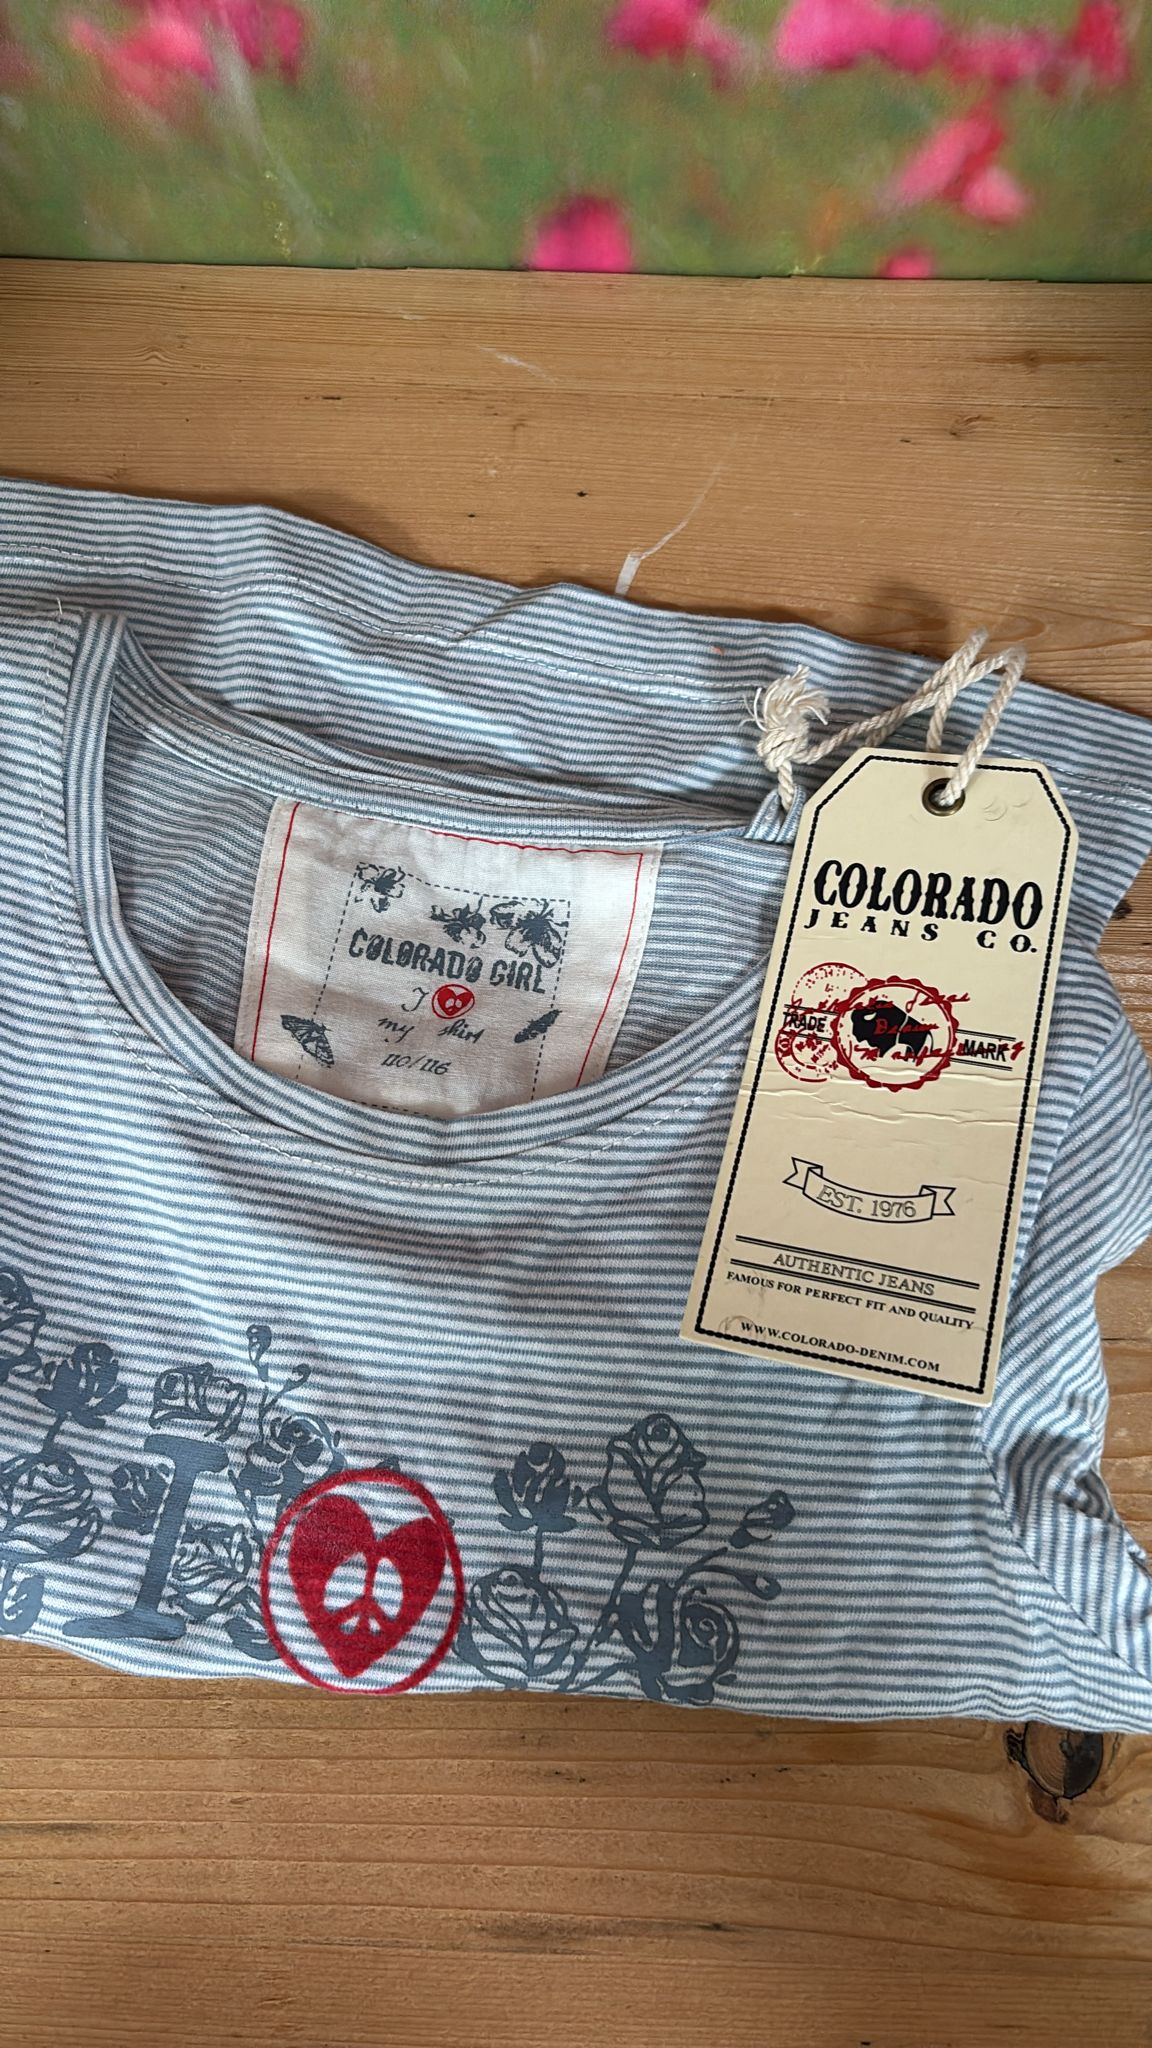 COLORADO GIRL
I
my shirt
110/116
COLORADO
JEANS CO.
TRADE
MARK
EST. 1976
AUTHENTIC JEANS
FAMOUS FOR PERFECT FIT AND QUALITY
WWW.COLORADO-DENIM.COM
I